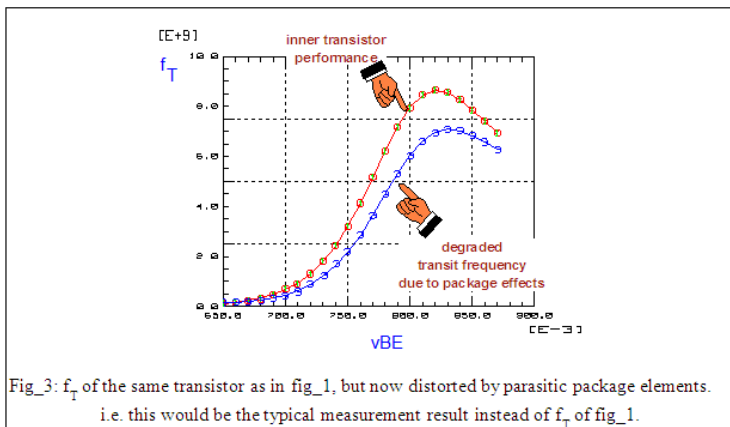 [E+9]
inner transistor
performance
f_T
10.0
8.0
6.0
4.0
2.0
0.0
650.0 700.0 750.0 800.0 850.0 900.0
[E-3]
degraded
transit frequency
due to package effects
vBE
Fig_3: f_T of the same transistor as in fig_1, but now distorted by parasitic package elements.
i.e. this would be the typical measurement result instead of f_T of fig_1.